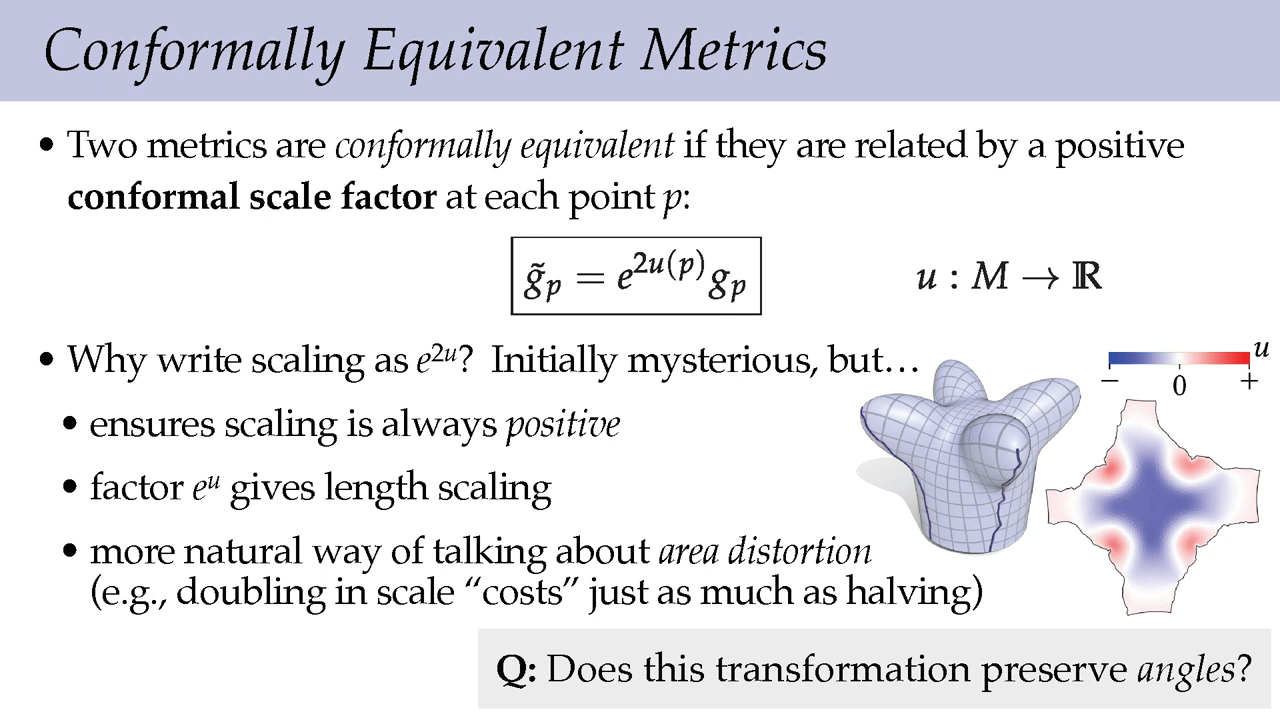 Conformally Equivalent Metrics
• Two metrics are conformally equivalent if they are related by a positive
conformal scale factor at each point p:
g̃ₚ = e²ᵘ⁽ᵖ⁾gₚ
u : M → ℝ
• Why write scaling as e²ᵘ? Initially mysterious, but…
u
− 0 +
• ensures scaling is always positive
• factor eᵘ gives length scaling
• more natural way of talking about area distortion
(e.g., doubling in scale “costs” just as much as halving)
Q: Does this transformation preserve angles?